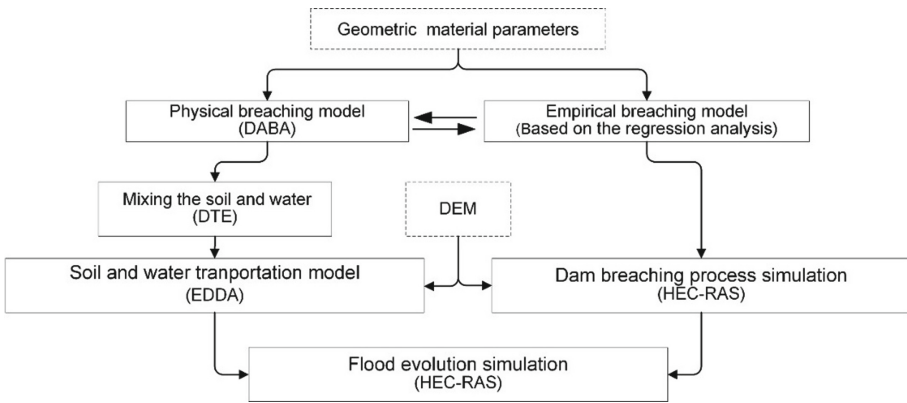 Geometric material parameters
Physical breaching model
(DABA)
Empirical breaching model
(Based on the regression analysis)
Mixing the soil and water
(DTE)
DEM
Soil and water tranportation model
(EDDA)
Dam breaching process simulation
(HEC-RAS)
Flood evolution simulation
(HEC-RAS)